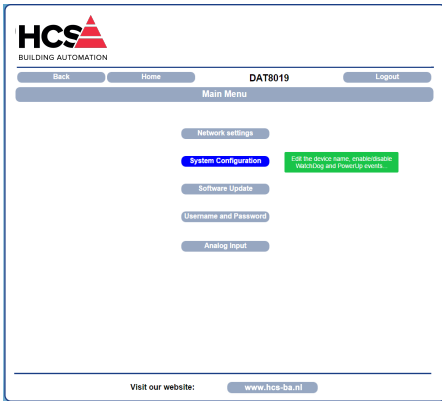 HCS
BUILDING AUTOMATION
Back Home DAT8019 Logout
Main Menu
Network settings
System Configuration
Edit the device name, enable/disable
WatchDog and PowerUp events...
Software Update
Username and Password
Analog Input
Visit our website: www.hcs-ba.nl